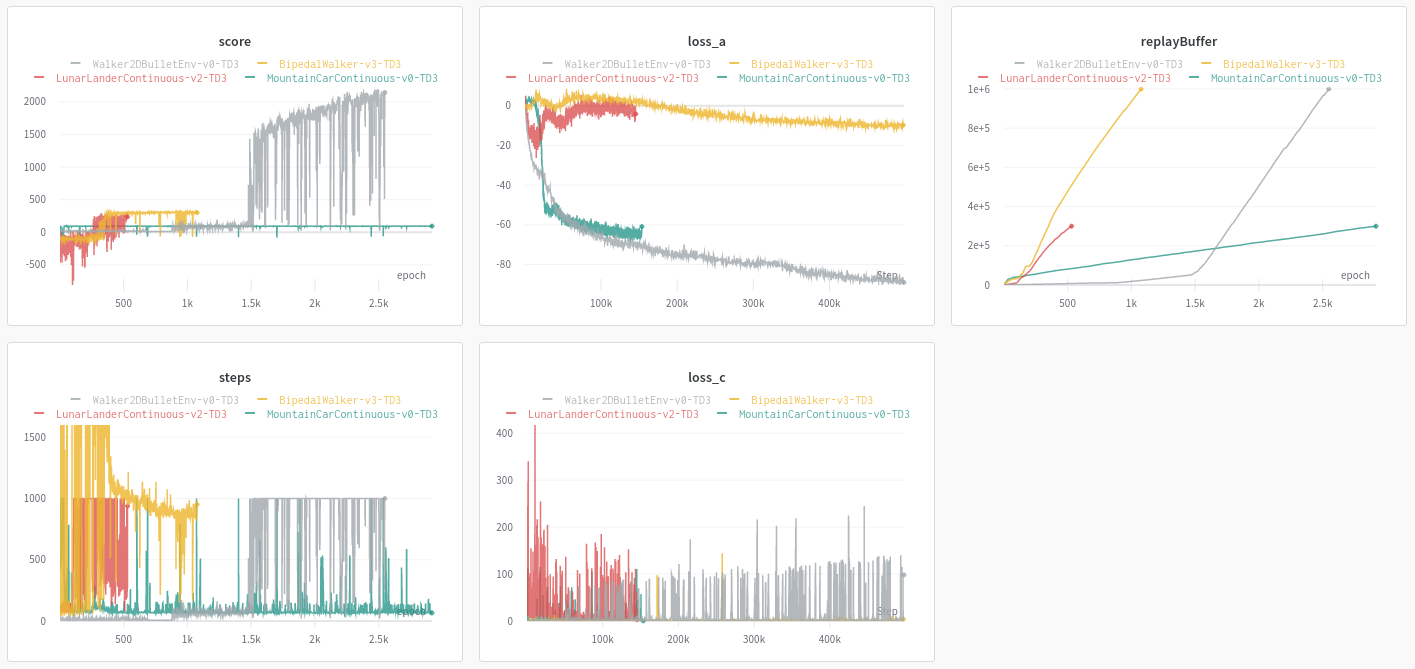 score
Walker2DBulletEnv-v0-TD3 BipedalWalker-v3-TD3
LunarLanderContinuous-v2-TD3 MountainCarContinuous-v0-TD3
2000
1500
1000
500
0
-500
epoch
500 1k 1.5k 2k 2.5k
loss_a
Walker2DBulletEnv-v0-TD3 BipedalWalker-v3-TD3
LunarLanderContinuous-v2-TD3 MountainCarContinuous-v0-TD3
0
-20
-40
-60
-80
Step
100k 200k 300k 400k
replayBuffer
Walker2DBulletEnv-v0-TD3 BipedalWalker-v3-TD3
LunarLanderContinuous-v2-TD3 MountainCarContinuous-v0-TD3
1e+6
8e+5
6e+5
4e+5
2e+5
0
epoch
500 1k 1.5k 2k 2.5k
steps
Walker2DBulletEnv-v0-TD3 BipedalWalker-v3-TD3
LunarLanderContinuous-v2-TD3 MountainCarContinuous-v0-TD3
1500
1000
500
0
epoch
500 1k 1.5k 2k 2.5k
loss_c
Walker2DBulletEnv-v0-TD3 BipedalWalker-v3-TD3
LunarLanderContinuous-v2-TD3 MountainCarContinuous-v0-TD3
400
300
200
100
0
Step
100k 200k 300k 400k